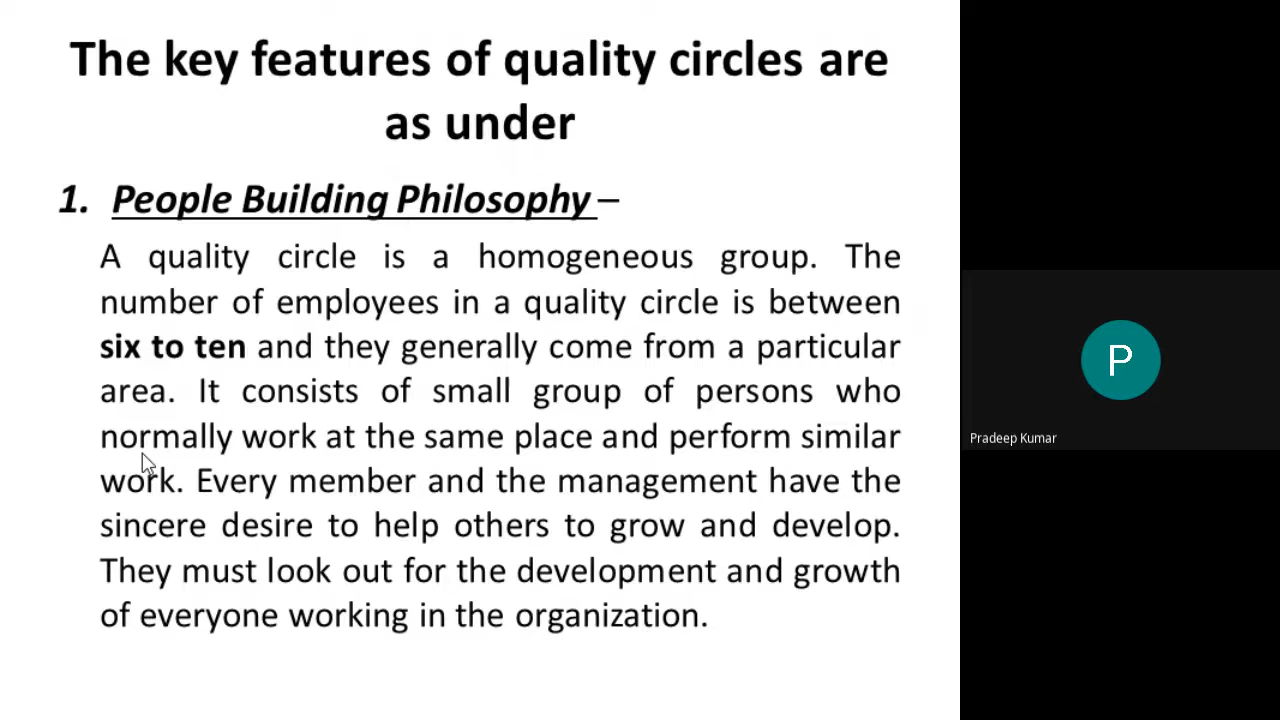 The key features of quality circles are
as under
1. People Building Philosophy –
A quality circle is a homogeneous group. The
number of employees in a quality circle is between
six to ten and they generally come from a particular
area. It consists of small group of persons who
normally work at the same place and perform similar
work. Every member and the management have the
sincere desire to help others to grow and develop.
They must look out for the development and growth
of everyone working in the organization.
P
Pradeep Kumar